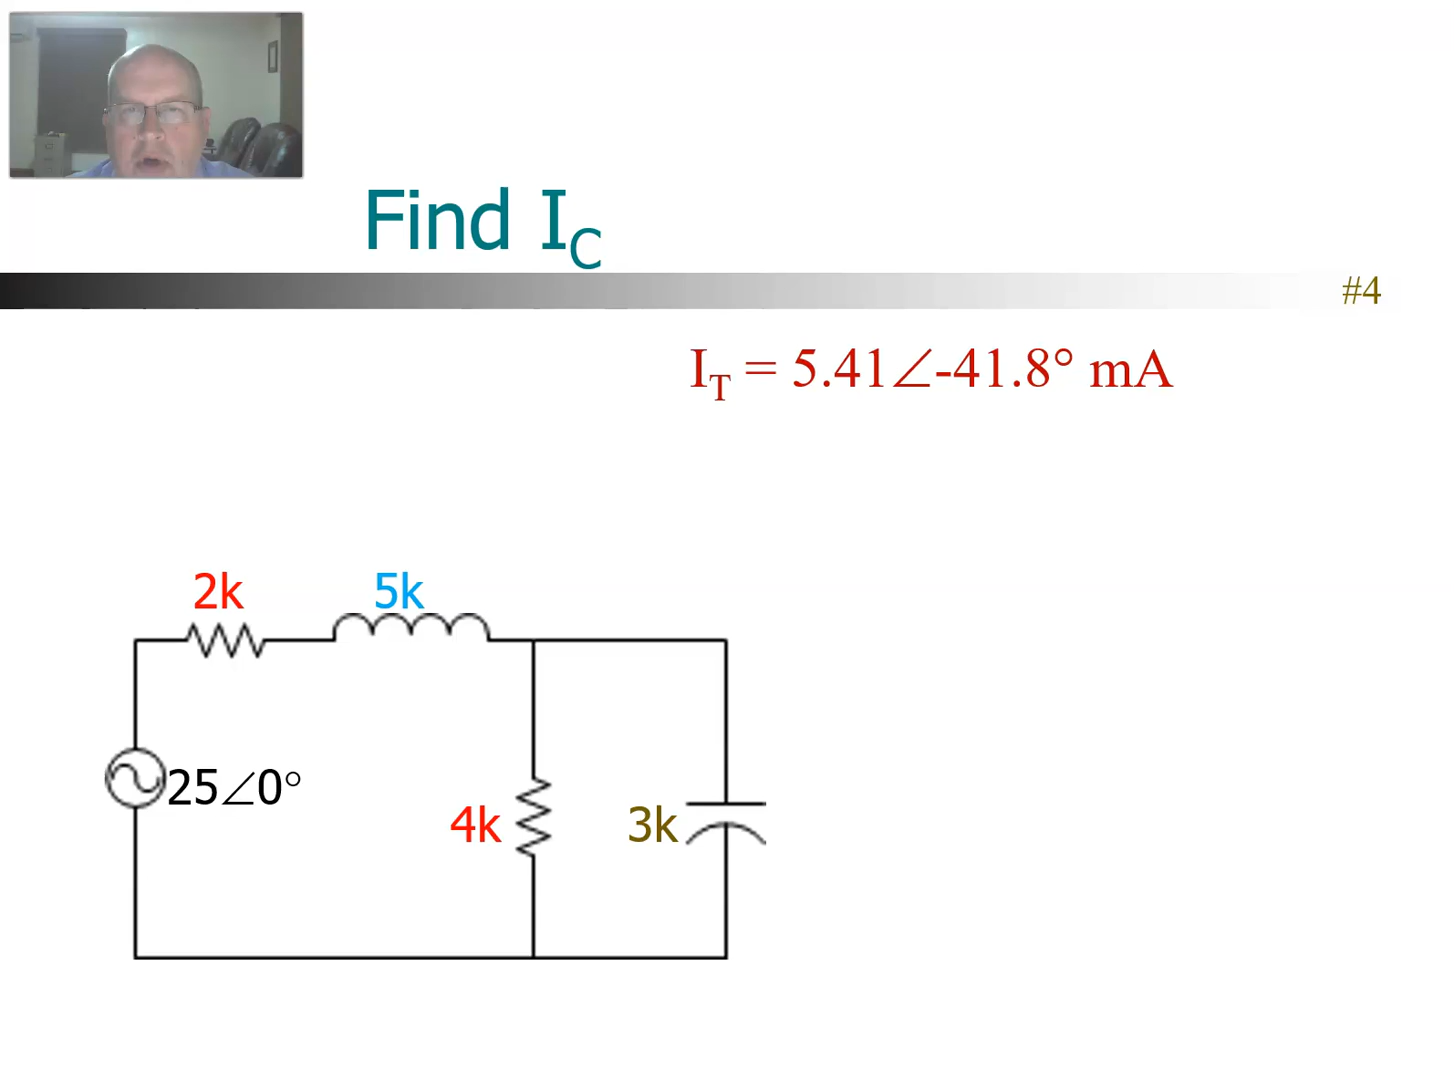 Find I_C
#4
I_T = 5.41∠-41.8° mA
2k
5k
25∠0°
4k
3k